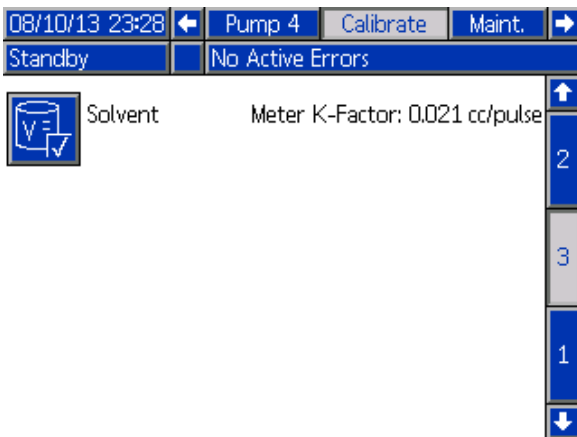 08/10/13 23:28 Pump 4 Calibrate Maint.
Standby No Active Errors
Solvent Meter K-Factor: 0.021 cc/pulse
2
3
1